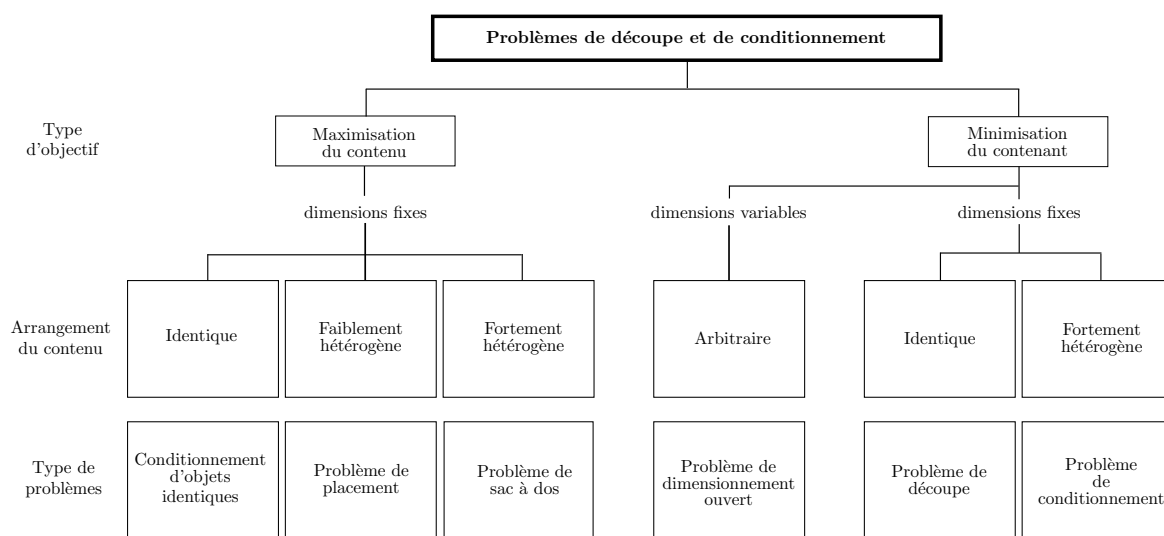 Problèmes de découpe et de conditionnement
Type
d'objectif
Maximisation
du contenu
Minimisation
du contenant
dimensions fixes
dimensions variables
dimensions fixes
Arrangement
du contenu
Identique
Faiblement
hétérogène
Fortement
hétérogène
Arbitraire
Identique
Fortement
hétérogène
Type de
problèmes
Conditionnement
d'objets
identiques
Problème de
placement
Problème de
sac à dos
Problème de
dimensionnement
ouvert
Problème de
découpe
Problème
de
conditionnement